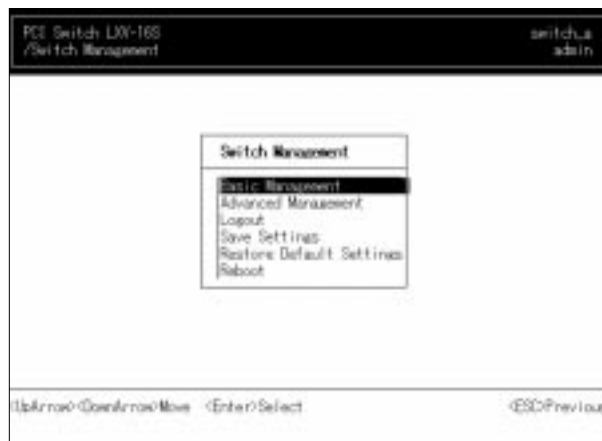 PCI Switch LXY-16S switch_a
/Switch Management admin
Switch Management
Basic Management
Advanced Management
Logout
Save Settings
Restore Default Settings
Reboot
<UpArrow><DownArrow>Move <Enter>Select <ESC>Previous